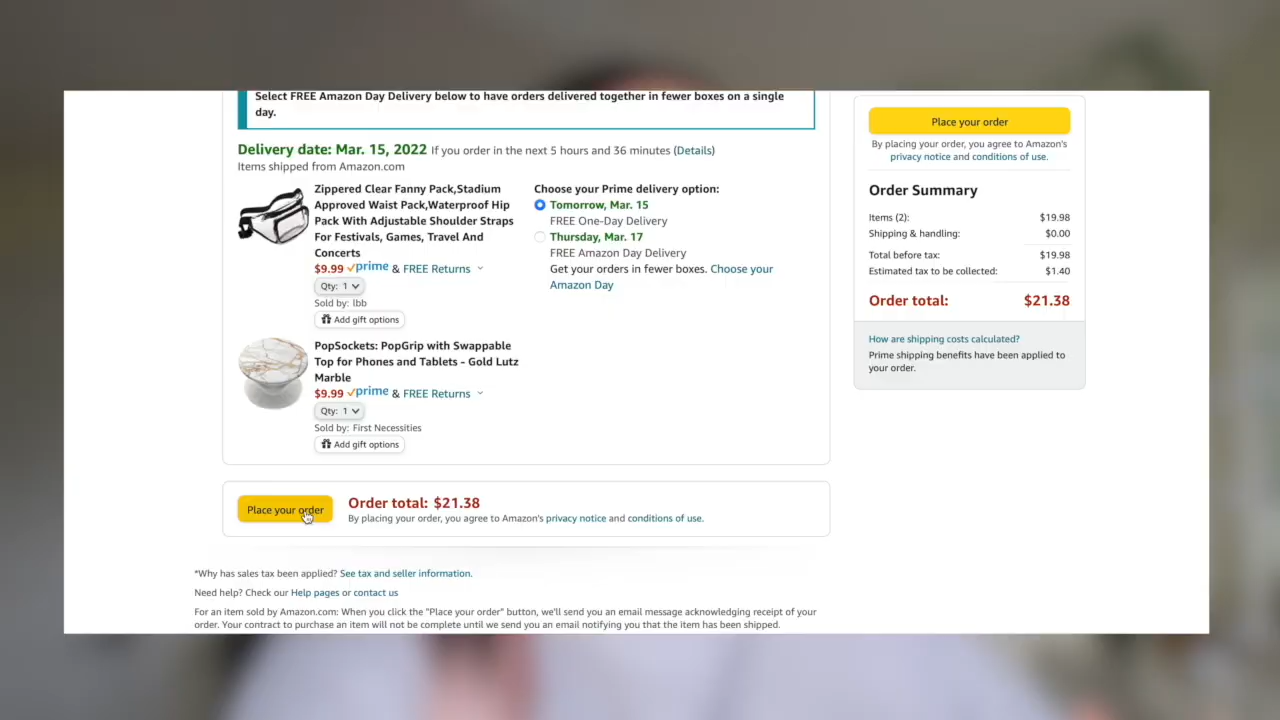 Select FREE Amazon Day Delivery below to have orders delivered together in fewer boxes on a single
day.
Delivery date: Mar. 15, 2022 If you order in the next 5 hours and 36 minutes (Details)
Items shipped from Amazon.com
Zippered Clear Fanny Pack,Stadium
Approved Waist Pack,Waterproof Hip
Pack With Adjustable Shoulder Straps
For Festivals, Games, Travel And
Concerts
$9.99 prime & FREE Returns
Qty: 1
Sold by: lbb
Add gift options
Choose your Prime delivery option:
Tomorrow, Mar. 15
FREE One-Day Delivery
Thursday, Mar. 17
FREE Amazon Day Delivery
Get your orders in fewer boxes. Choose your
Amazon Day
PopSockets: PopGrip with Swappable
Top for Phones and Tablets - Gold Lutz
Marble
$9.99 prime & FREE Returns
Qty: 1
Sold by: First Necessities
Add gift options
Place your order
Order total: $21.38
By placing your order, you agree to Amazon's privacy notice and conditions of use.
*Why has sales tax been applied? See tax and seller information.
Need help? Check our Help pages or contact us
For an item sold by Amazon.com: When you click the "Place your order" button, we'll send you an email message acknowledging receipt of your
order. Your contract to purchase an item will not be complete until we send you an email notifying you that the item has been shipped.
Place your order
By placing your order, you agree to Amazon's
privacy notice and conditions of use.
Order Summary
Items (2): $19.98
Shipping & handling: $0.00
Total before tax: $19.98
Estimated tax to be collected: $1.40
Order total: $21.38
How are shipping costs calculated?
Prime shipping benefits have been applied to
your order.